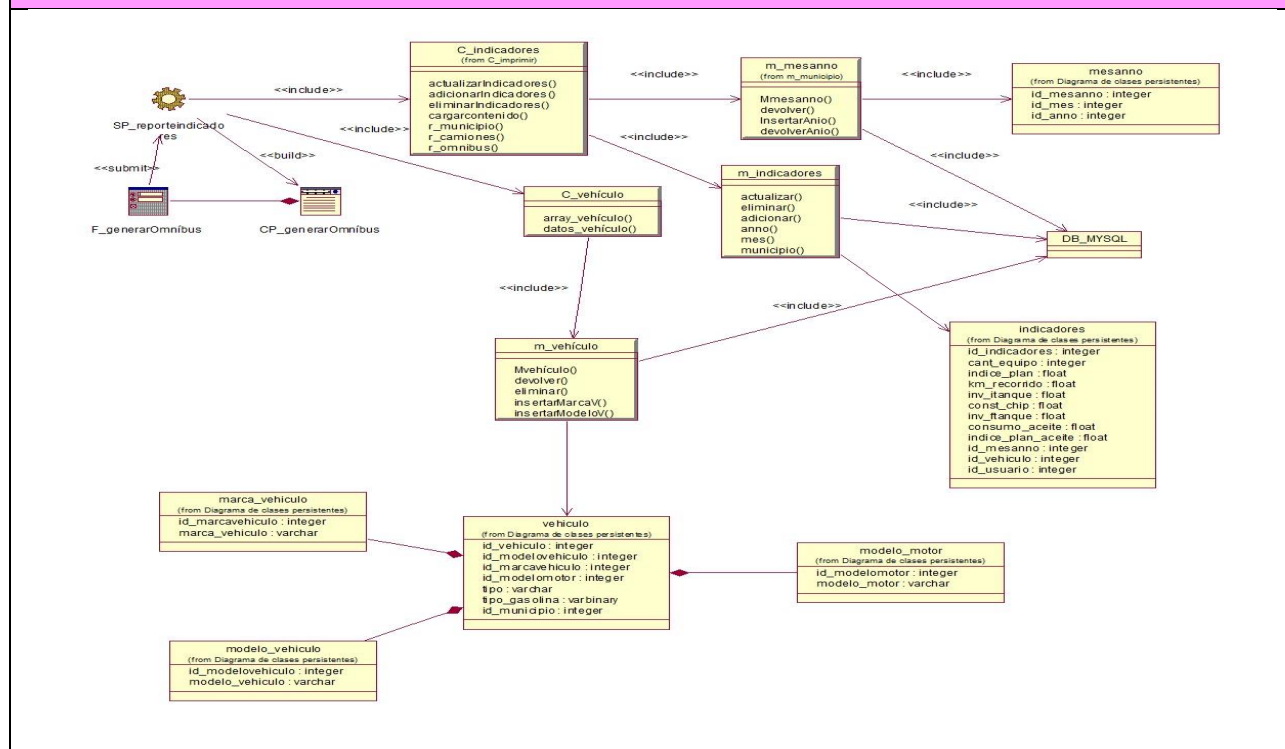 C_indicadores
(from C_imprimir)
actualizarIndicadores()
adicionarIndicadores()
eliminarIndicadores()
cargarcontenido()
r_municipio()
r_camiones()
r_omnibus()
<<include>>
m_mesanno
(from m_municipio)
Mmesanno()
devolver()
InsertarAnio()
devolverAnio()
<<include>>
mesanno
(from Diagrama de clases persistentes)
id_mesanno : integer
id_mes : integer
id_anno : integer
<<include>>
SP_reporteindicado
res
<<include>>
<<include>>
<<build>>
<<submit>>
F_generarOmníbus
CP_generarOmníbus
m_indicadores
actualizar()
eliminar()
adicionar()
anno()
mes()
municipio()
<<include>>
<<include>>
C_vehículo
array_vehículo()
datos_vehículo()
DB_MYSQL
<<include>>
<<include>>
m_vehículo
Mvehículo()
devolver()
eliminar()
insertarMarcaV()
insertarModeloV()
indicadores
(from Diagrama de clases persistentes)
id_indicadores : integer
cant_equipo : integer
indice_plan : float
km_recorrido : float
inv_itanque : float
const_chip : float
inv_ftanque : float
consumo_aceite : float
indice_plan_aceite : float
id_mesanno : integer
id_vehiculo : integer
id_usuario : integer
marca_vehiculo
(from Diagrama de clases persistentes)
id_marcavehiculo : integer
marca_vehiculo : varchar
vehiculo
(from Diagrama de clases persistentes)
id_vehiculo : integer
id_modelovehiculo : integer
id_marcavehiculo : integer
id_modelomotor : integer
tipo : varchar
tipo_gasolina : varbinary
id_municipio : integer
modelo_motor
(from Diagrama de clases persistentes)
id_modelomotor : integer
modelo_motor : varchar
modelo_vehiculo
(from Diagrama de clases persistentes)
id_modelovehiculo : integer
modelo_vehiculo : varchar